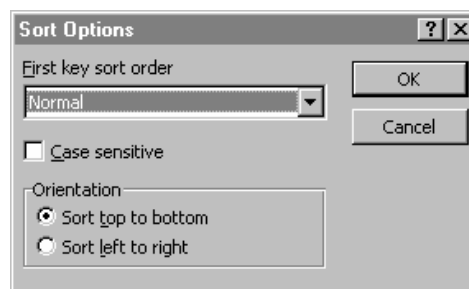 Sort Options
First key sort order
OK
Normal
Cancel
Case sensitive
Orientation
Sort top to bottom
Sort left to right